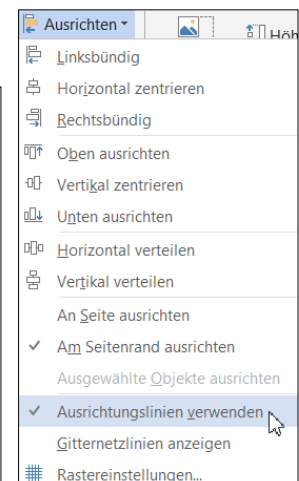 Ausrichten
Höh
Linksbündig
Horizontal zentrieren
Rechtsbündig
Oben ausrichten
Vertikal zentrieren
Unten ausrichten
Horizontal verteilen
Vertikal verteilen
An Seite ausrichten
Am Seitenrand ausrichten
Ausgewählte Objekte ausrichten
Ausrichtungslinien verwenden
Gitternetzlinien anzeigen
Rastereinstellungen...